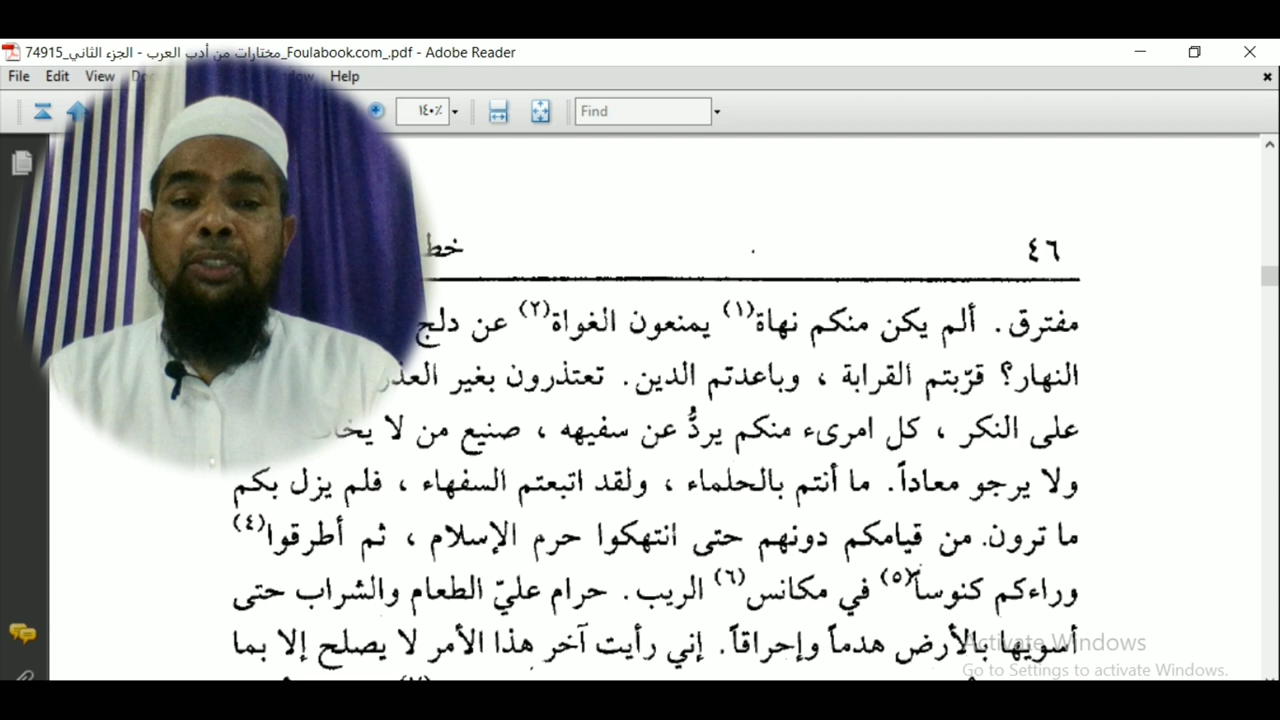 مختارات من أدب العرب - الجزء الثاني_74915_Foulabook.com_.pdf - Adobe Reader
File Edit View Help
٪١٤٠ Find
٤٦
مفترق . ألم يكن منكم نهاة(١) يمنعون الغواة(٢) عن دلج
النهار؟ قرّبتم القرابة ، وباعدتم الدين . تعتذرون بغير العذر
على النكر ، كل امرىء منكم يردُّ عن سفيهه ، صنيع من لا
ولا يرجو معاداً . ما أنتم بالحلماء ، ولقد اتبعتم السفهاء ، فلم يزل بكم
ما ترون . من قيامكم دونهم حتى انتهكوا حرم الإسلام ، ثم أطرقوا(٤)
وراءكم كنوساً(٥) في مكانس(٦) الريب . حرام عليّ الطعام والشراب حتى
أسويها بالأرض هدماً وإحراقاً . إني رأيت آخر هذا الأمر لا يصلح إلا بما
Activate Windows
Go to Settings to activate Windows.